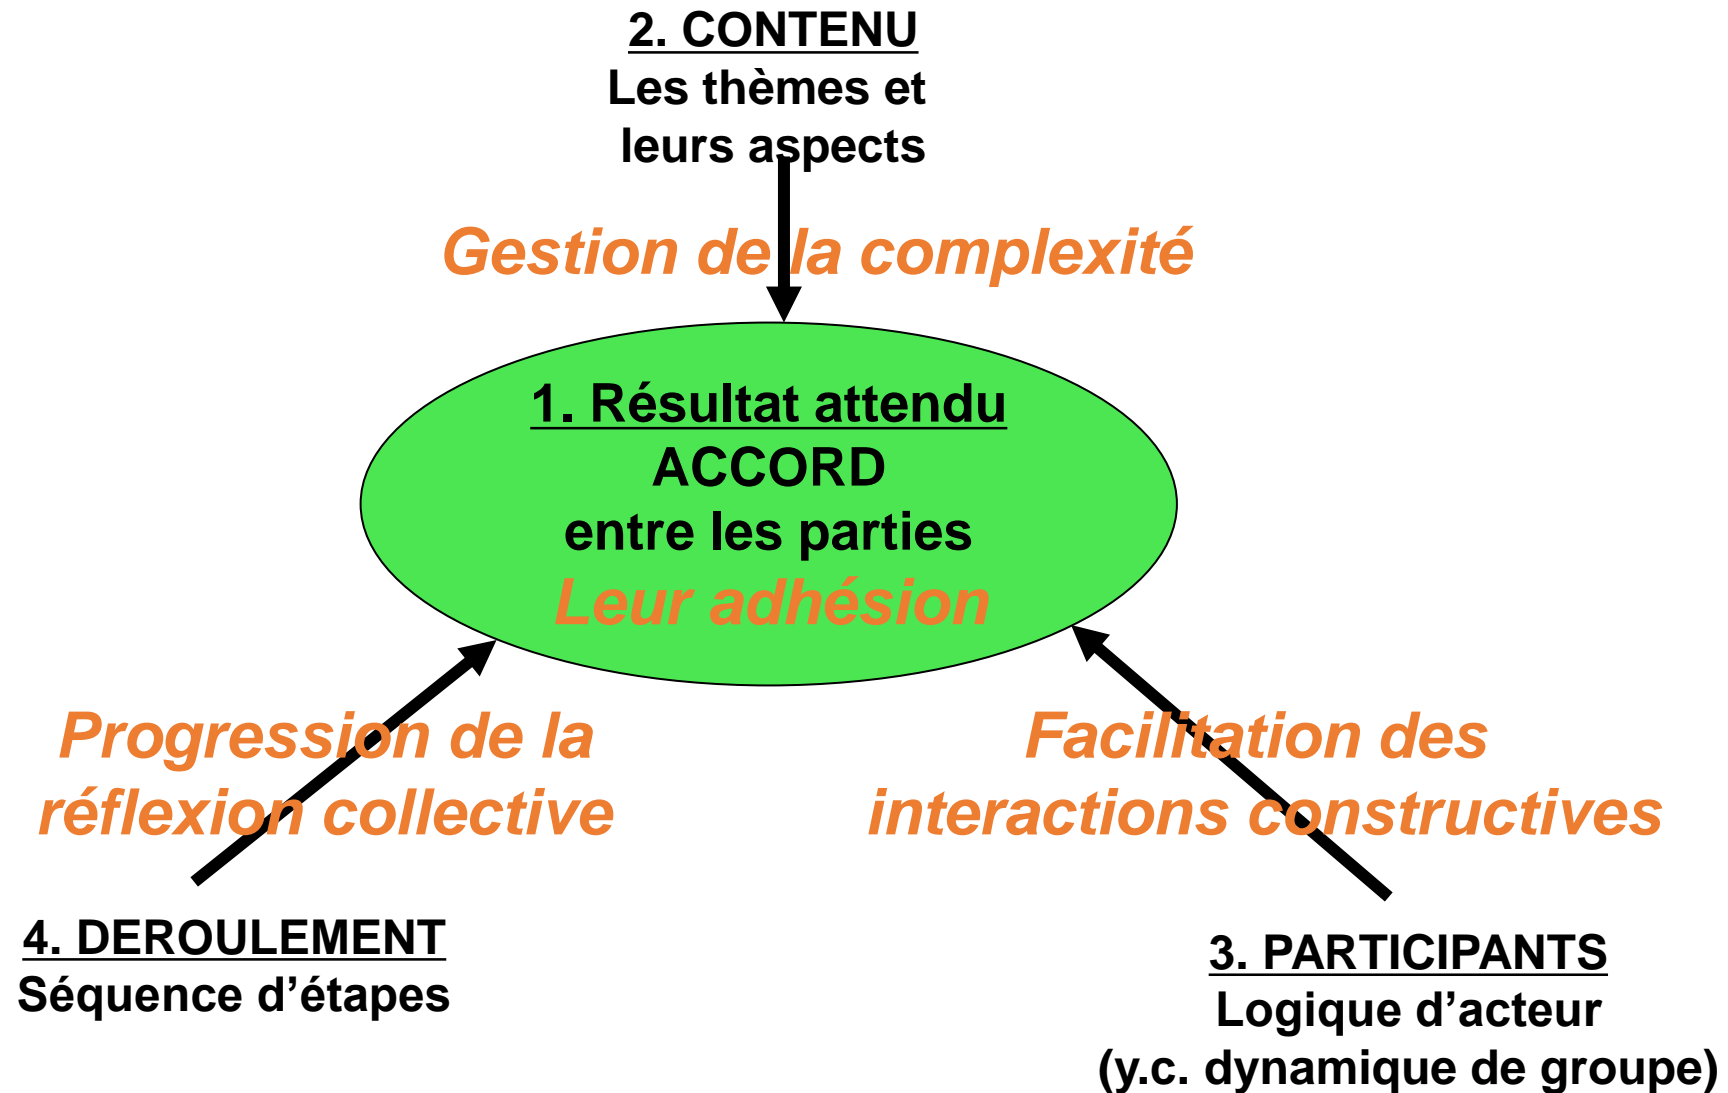 2. CONTENU
Les thèmes et
leurs aspects
Gestion de la complexité
1. Résultat attendu
ACCORD
entre les parties
Leur adhésion
Progression de la
réflexion collective
Facilitation des
interactions constructives
4. DEROULEMENT
Séquence d’étapes
3. PARTICIPANTS
Logique d’acteur
(y.c. dynamique de groupe)